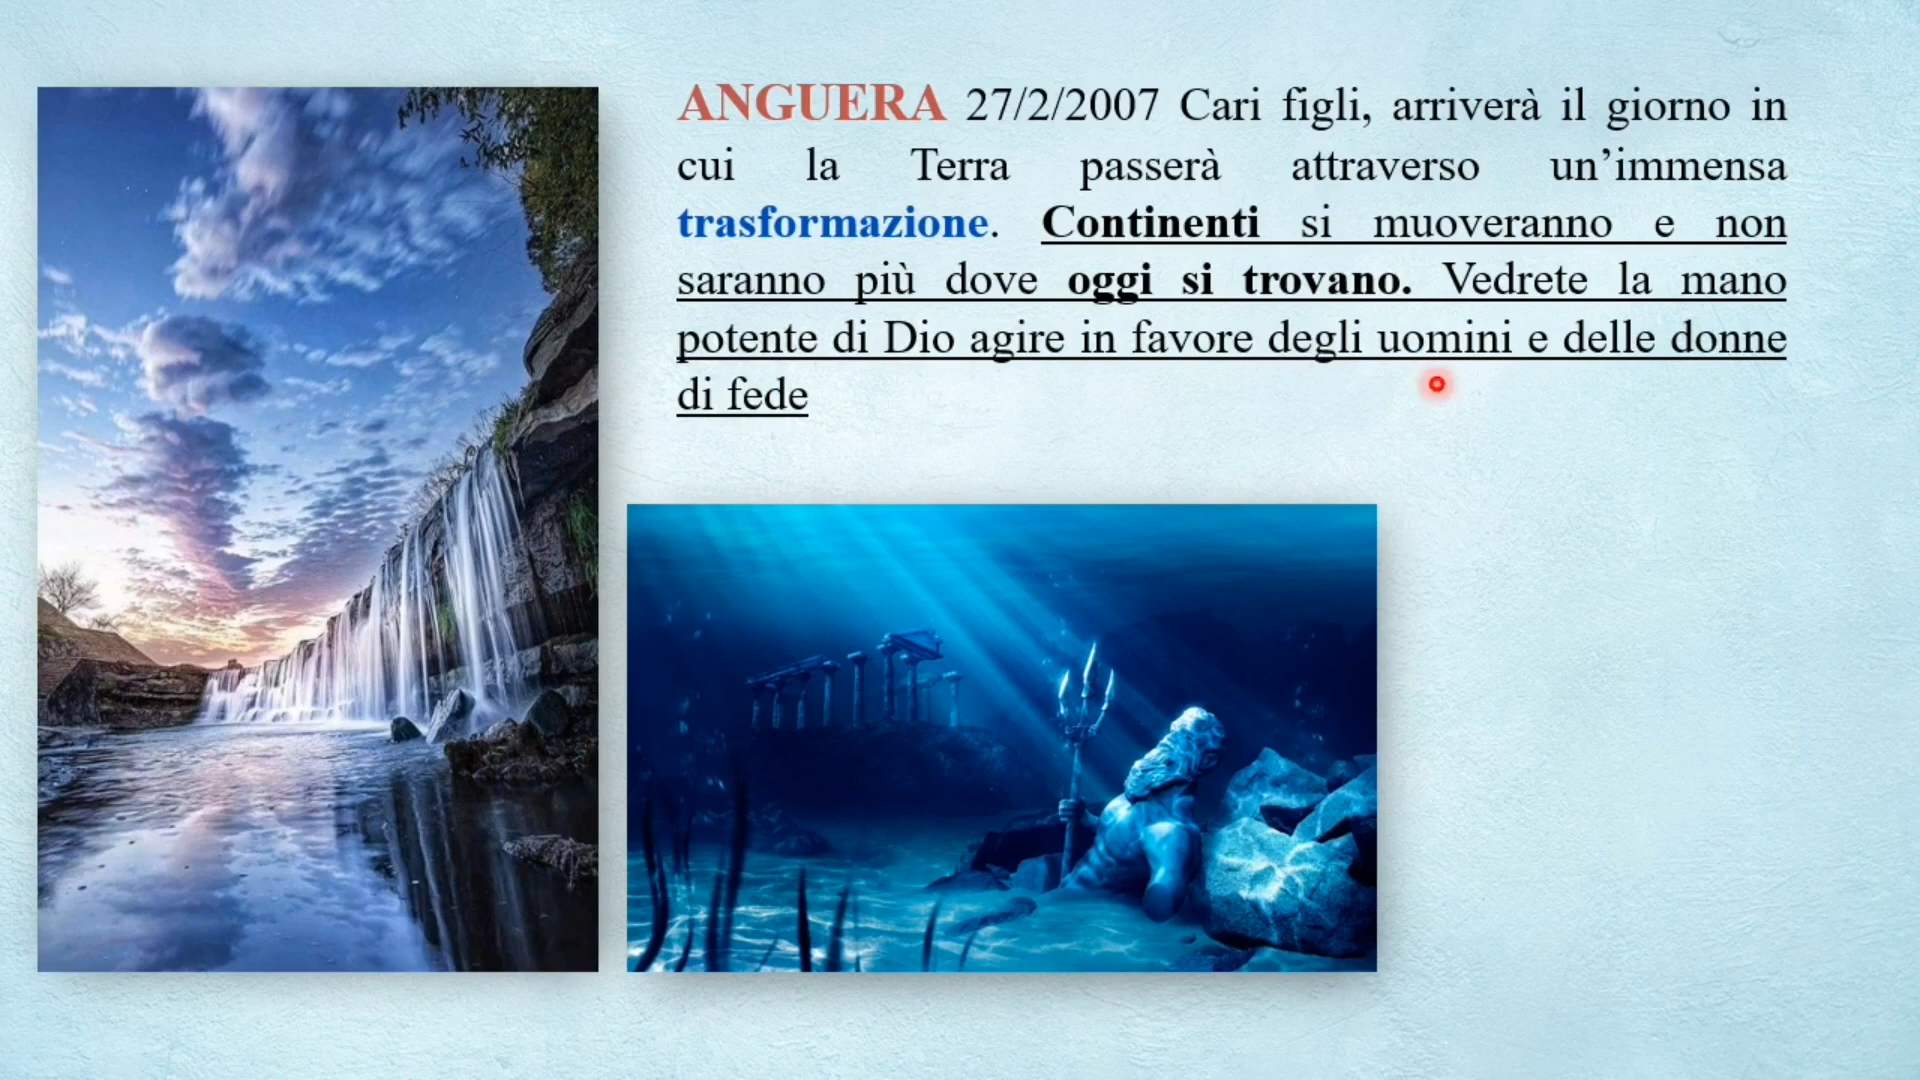 ANGUERA 27/2/2007 Cari figli, arriverà il giorno in
cui la Terra passerà attraverso un’immensa
trasformazione. Continenti si muoveranno e non
saranno più dove oggi si trovano. Vedrete la mano
potente di Dio agire in favore degli uomini e delle donne
di fede